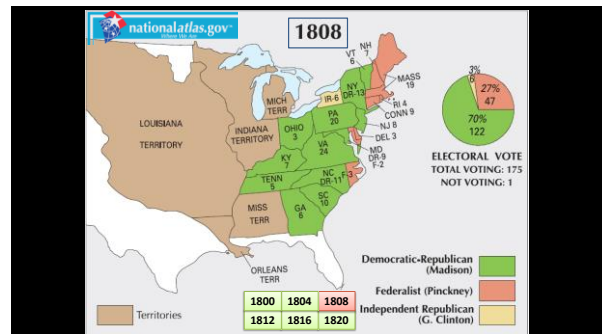 nationalatlas.gov™
Where We Are
1808
VT
6
NH
7
MASS
19
NY
DR-13
IR-6
RI 4
CONN 9
MICH
TERR
PA
20
NJ 8
DEL 3
MD
DR-9
F-2
LOUISIANA
TERRITORY
INDIANA
TERRITORY
OHIO
3
VA
24
KY
7
NC
DR-11
F-3
TENN
5
SC
10
MISS
TERR
GA
6
ORLEANS
TERR
3%
6
27%
47
70%
122
ELECTORAL VOTE
TOTAL VOTING: 175
NOT VOTING: 1
Democratic-Republican
(Madison)
Federalist (Pinckney)
Independent Republican
(G. Clinton)
Territories
1800 1804 1808
1812 1816 1820